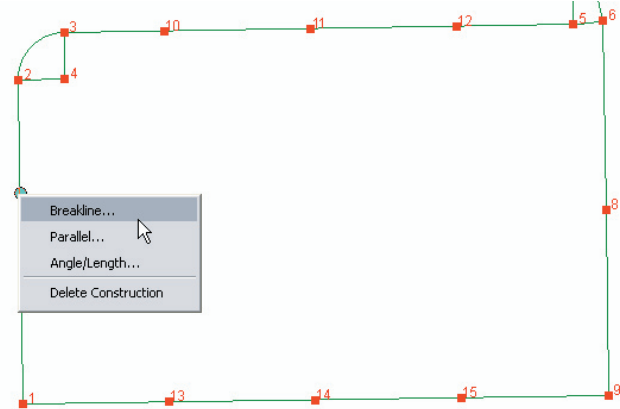 3 10 11 12 5 6
2 4
8
Breakline...
Parallel...
Angle/Length...
Delete Construction
1 13 14 15 9